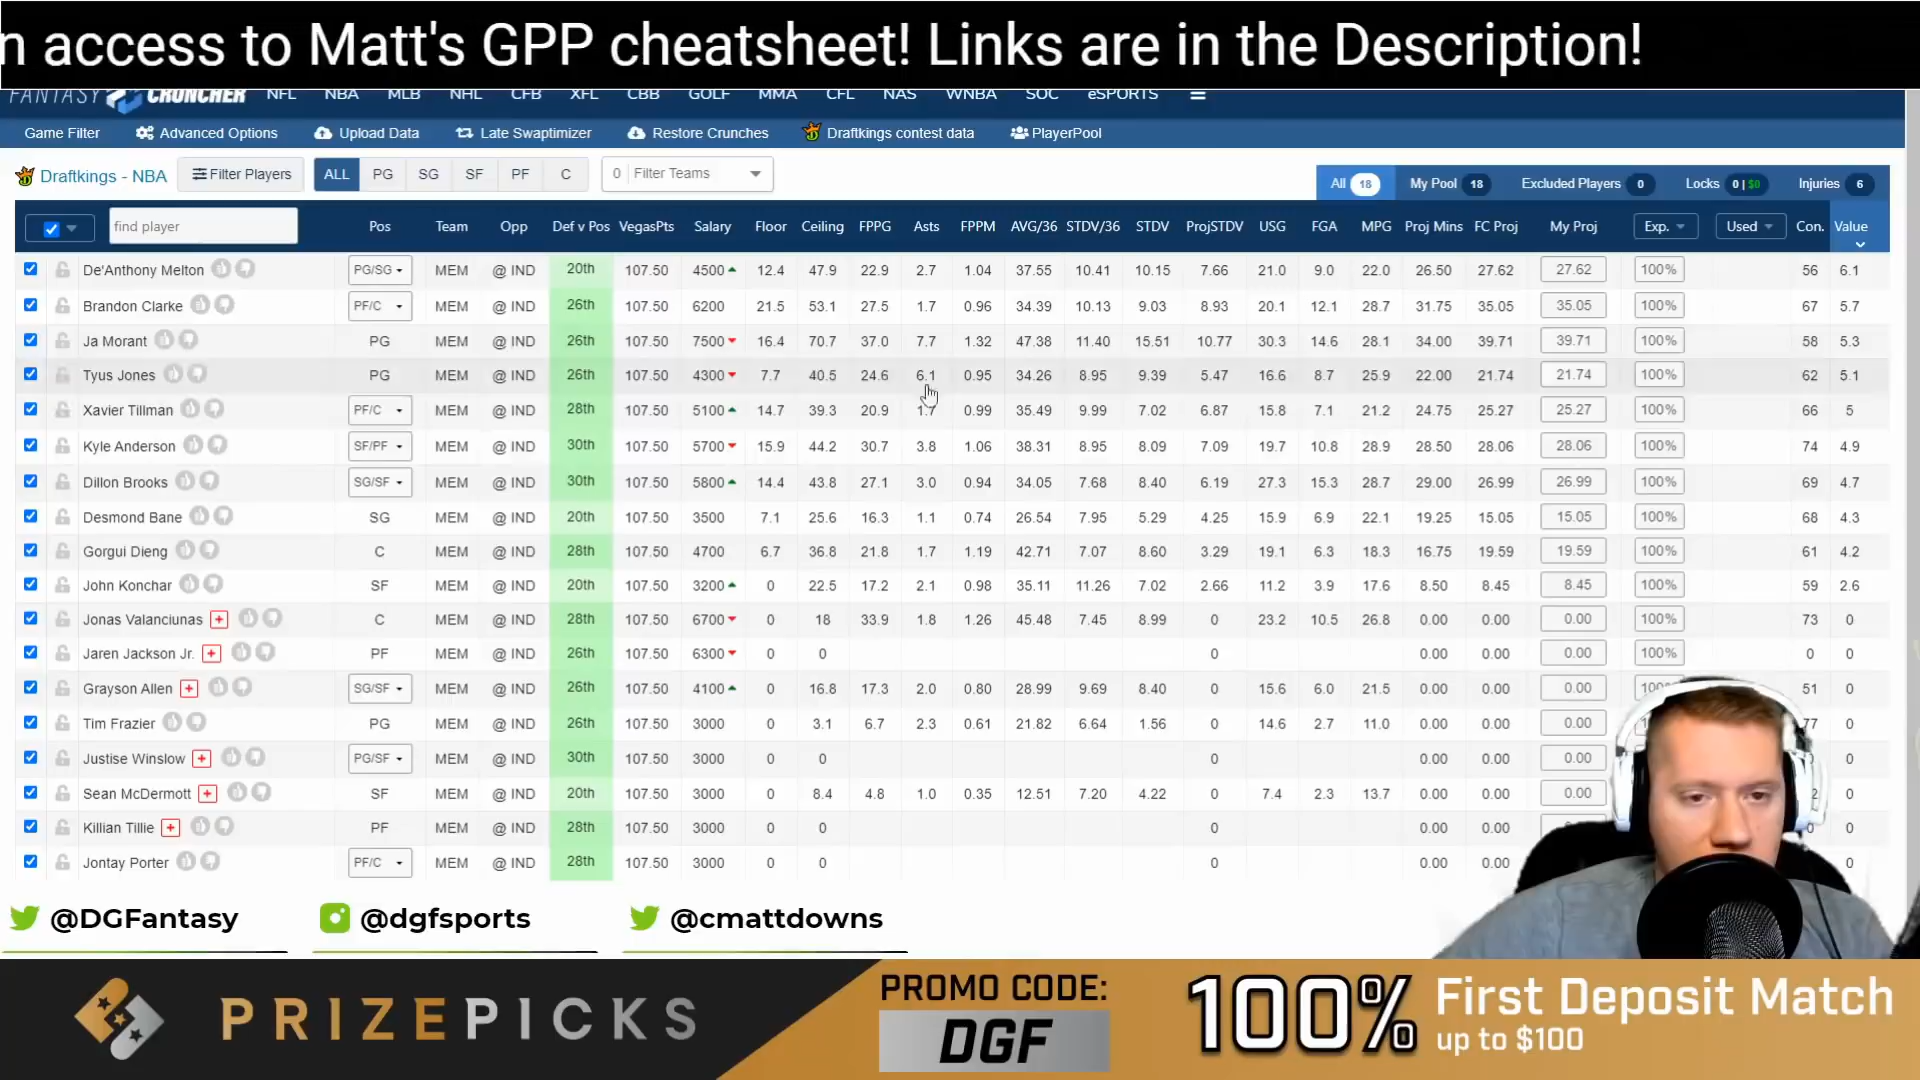 n access to Matt's GPP cheatsheet! Links are in the Description!
FANTASY CRUNCHER NFL NBA MLB NHL CFB XFL CBB GOLF MMA CFL NAS WNBA SOC eSPORTS
Game Filter Advanced Options Upload Data Late Swaptimizer Restore Crunches Draftkings contest data PlayerPool
Draftkings - NBA Filter Players ALL PG SG SF PF C 0 Filter Teams All 18 My Pool 18 Excluded Players 0 Locks 0 | $0 Injuries 6
find player Pos Team Opp Def v Pos VegasPts Salary Floor Ceiling FPPG Asts FPPM AVG/36 STDV/36 STDV ProjSTDV USG FGA MPG Proj Mins FC Proj My Proj Exp. Used Con. Value
De'Anthony Melton PG/SG MEM @ IND 20th 107.50 4500 12.4 47.9 22.9 2.7 1.04 37.55 10.41 10.15 7.66 21.0 9.0 22.0 26.50 27.62 27.62 100% 56 6.1
Brandon Clarke PF/C MEM @ IND 26th 107.50 6200 21.5 53.1 27.5 1.7 0.96 34.39 10.13 9.03 8.93 20.1 12.1 28.7 31.75 35.05 35.05 100% 67 5.7
Ja Morant PG MEM @ IND 26th 107.50 7500 16.4 70.7 37.0 7.7 1.32 47.38 11.40 15.51 10.77 30.3 14.6 28.1 34.00 39.71 39.71 100% 58 5.3
Tyus Jones PG MEM @ IND 26th 107.50 4300 7.7 40.5 24.6 6.1 0.95 34.26 8.95 9.39 5.47 16.6 8.7 25.9 22.00 21.74 21.74 100% 62 5.1
Xavier Tillman PF/C MEM @ IND 28th 107.50 5100 14.7 39.3 20.9 1.7 0.99 35.49 9.99 7.02 6.87 15.8 7.1 21.2 24.75 25.27 25.27 100% 66 5
Kyle Anderson SF/PF MEM @ IND 30th 107.50 5700 15.9 44.2 30.7 3.8 1.06 38.31 8.95 8.09 7.09 19.7 10.8 28.9 28.50 28.06 28.06 100% 74 4.9
Dillon Brooks SG/SF MEM @ IND 30th 107.50 5800 14.4 43.8 27.1 3.0 0.94 34.05 7.68 8.40 6.19 27.3 15.3 28.7 29.00 26.99 26.99 100% 69 4.7
Desmond Bane SG MEM @ IND 20th 107.50 3500 7.1 25.6 16.3 1.1 0.74 26.54 7.95 5.29 4.25 15.9 6.9 22.1 19.25 15.05 15.05 100% 68 4.3
Gorgui Dieng C MEM @ IND 28th 107.50 4700 6.7 36.8 21.8 1.7 1.19 42.71 7.07 8.60 3.29 19.1 6.3 18.3 16.75 19.59 19.59 100% 61 4.2
John Konchar SF MEM @ IND 20th 107.50 3200 0 22.5 17.2 2.1 0.98 35.11 11.26 7.02 2.66 11.2 3.9 17.6 8.50 8.45 8.45 100% 59 2.6
Jonas Valanciunas C MEM @ IND 28th 107.50 6700 0 18 33.9 1.8 1.26 45.48 7.45 8.99 0 23.2 10.5 26.8 0.00 0.00 0.00 100% 73 0
Jaren Jackson Jr. PF MEM @ IND 26th 107.50 6300 0 0 0 0.00 0.00 0.00 100% 0 0
Grayson Allen SG/SF MEM @ IND 26th 107.50 4100 0 16.8 17.3 2.0 0.80 28.99 9.69 8.40 0 15.6 6.0 21.5 0.00 0.00 0.00 51 0
Tim Frazier PG MEM @ IND 26th 107.50 3000 0 3.1 6.7 2.3 0.61 21.82 6.64 1.56 0 14.6 2.7 11.0 0.00 0.00 0.00 77 0
Justise Winslow PG/SF MEM @ IND 30th 107.50 3000 0 0 0 0.00 0.00 0.00 0
Sean McDermott SF MEM @ IND 20th 107.50 3000 0 8.4 4.8 1.0 0.35 12.51 7.20 4.22 0 7.4 2.3 13.7 0.00 0.00 0.00 0
Killian Tillie PF MEM @ IND 28th 107.50 3000 0 0 0 0.00 0.00 0
Jontay Porter PF/C MEM @ IND 28th 107.50 3000 0 0 0 0.00 0.00 0
@DGFantasy @dgfsports @cmattdowns
PRIZEPICKS
PROMO CODE:
DGF
100% First Deposit Match
up to $100